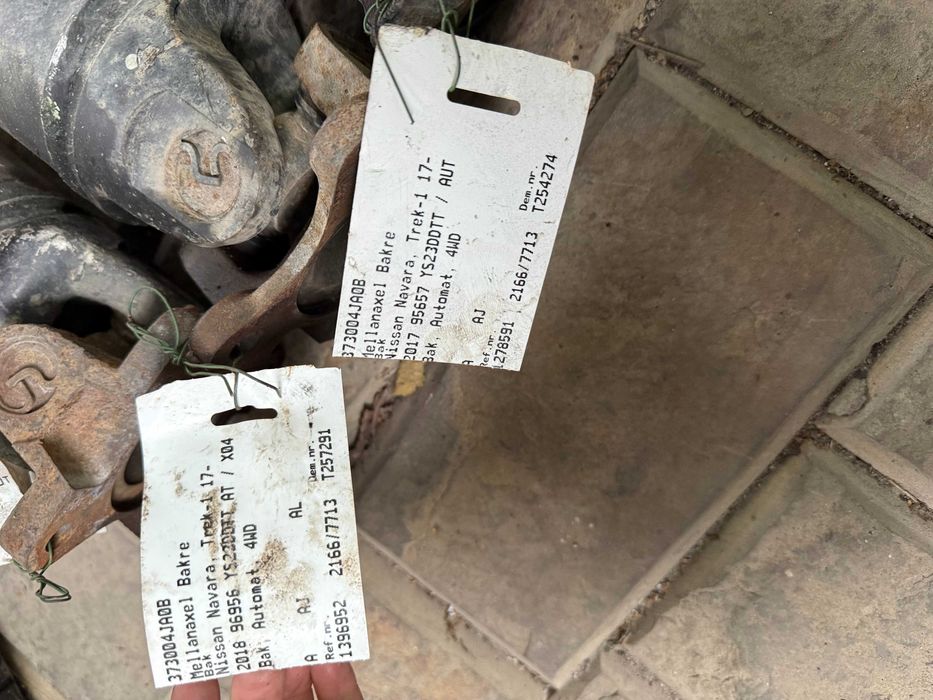 373004JA0B
Mellanaxel Bakre
Bak
Nissan Navara, Trek-1 17-
2017 95657 YS23DDTT / AUT
Bak, Automat, 4WD
A AJ
Ref.nr. Dem.nr.
1278591 2166/7713 T254274
373004JA0B
Mellanaxel Bakre
Bak
Nissan Navara, Trek-1 17-
2018 96956 YS23DDTT AT / X04
Bak, Automat, 4WD
A AJ AL
Ref.nr. Dem.nr.
1396952 2166/7713 T257291